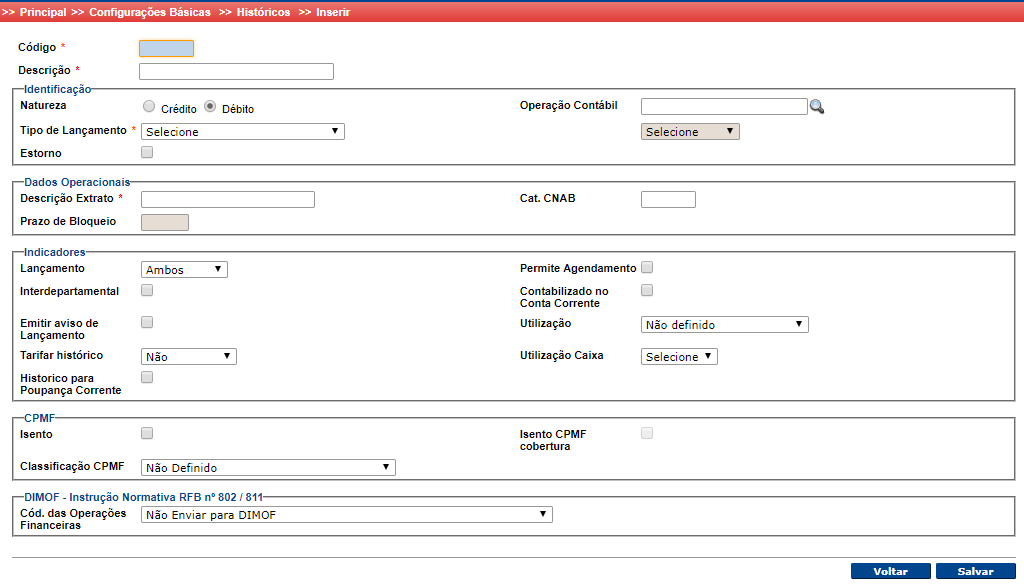 >> Principal >> Configurações Básicas >> Históricos >> Inserir
Código *
Descrição *
Identificação
Natureza Crédito Débito Operação Contábil
Tipo de Lançamento * Selecione Selecione
Estorno
Dados Operacionais
Descrição Extrato * Cat. CNAB
Prazo de Bloqueio
Indicadores
Lançamento Ambos Permite Agendamento
Interdepartamental Contabilizado no
Conta Corrente
Emitir aviso de
Lançamento Utilização Não definido
Tarifar histórico Não Utilização Caixa Selecione
Historico para
Poupança Corrente
CPMF
Isento Isento CPMF
cobertura
Classificação CPMF Não Definido
DIMOF - Instrução Normativa RFB nº 802 / 811
Cód. das Operações
Financeiras Não Enviar para DIMOF
Voltar Salvar